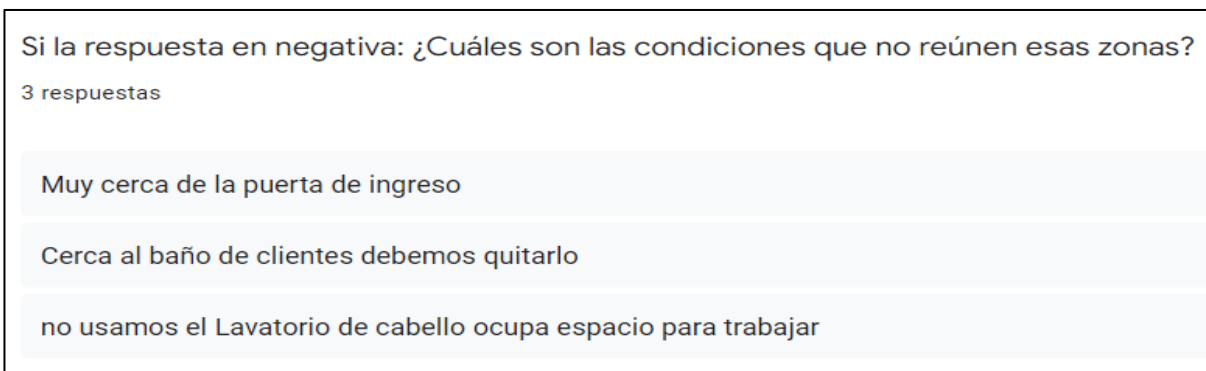 Si la respuesta en negativa: ¿Cuáles son las condiciones que no reúnen esas zonas?
3 respuestas
Muy cerca de la puerta de ingreso
Cerca al baño de clientes debemos quitarlo
no usamos el Lavatorio de cabello ocupa espacio para trabajar